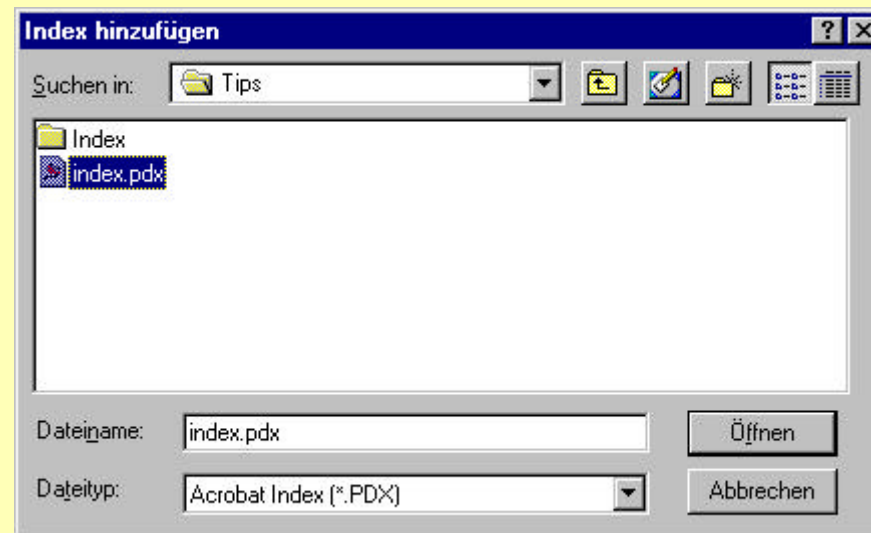 Index hinzufügen
Suchen in: Tips
Index
index.pdx
Dateiname: index.pdx Öffnen
Dateityp: Acrobat Index (*.PDX) Abbrechen